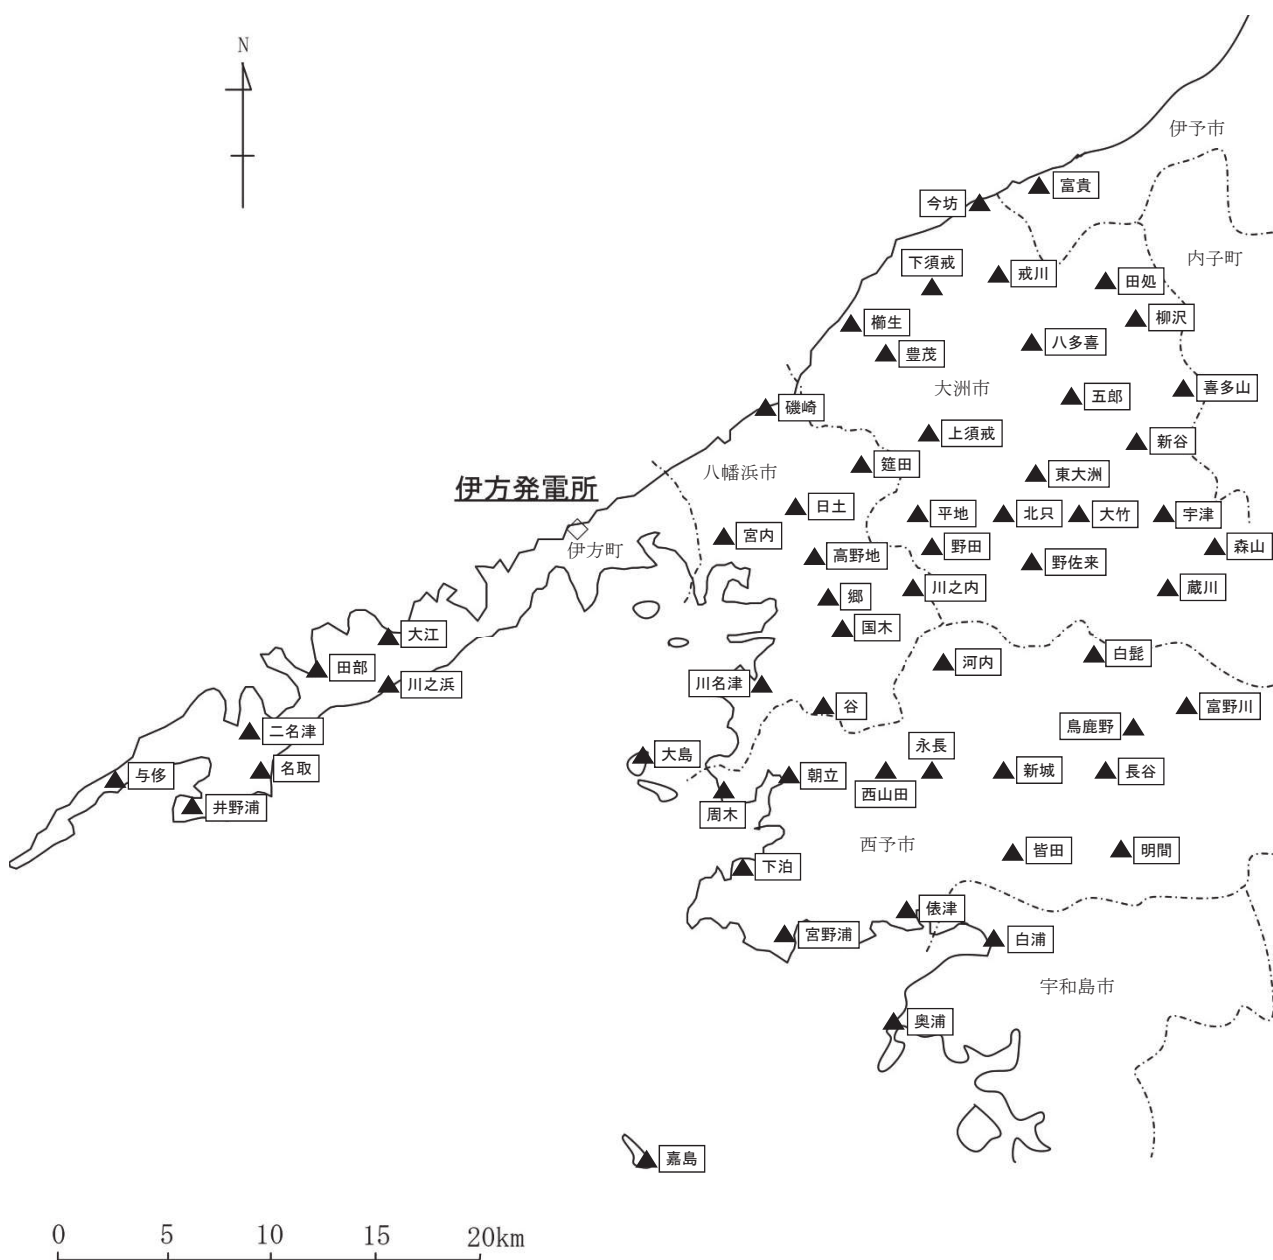 N
伊予市
富貴
今坊
内子町
下須戒
戒川
田処
櫛生
柳沢
豊茂
八多喜
大洲市
喜多山
五郎
磯崎
上須戒
新谷
八幡浜市
筵田
東大洲
伊方発電所
日土
平地
北只
大竹
宇津
宮内
伊方町
高野地
野田
野佐来
森山
郷
川之内
蔵川
国木
大江
河内
白髭
田部
川之浜
川名津
谷
富野川
鳥鹿野
二名津
永長
大島
名取
与侈
朝立
新城
長谷
西山田
井野浦
周木
西予市
皆田
明間
下泊
俵津
宮野浦
白浦
宇和島市
奥浦
嘉島
0 5 10 15 20km